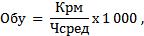 Обу = Крм / Чсред х 1 000 ,